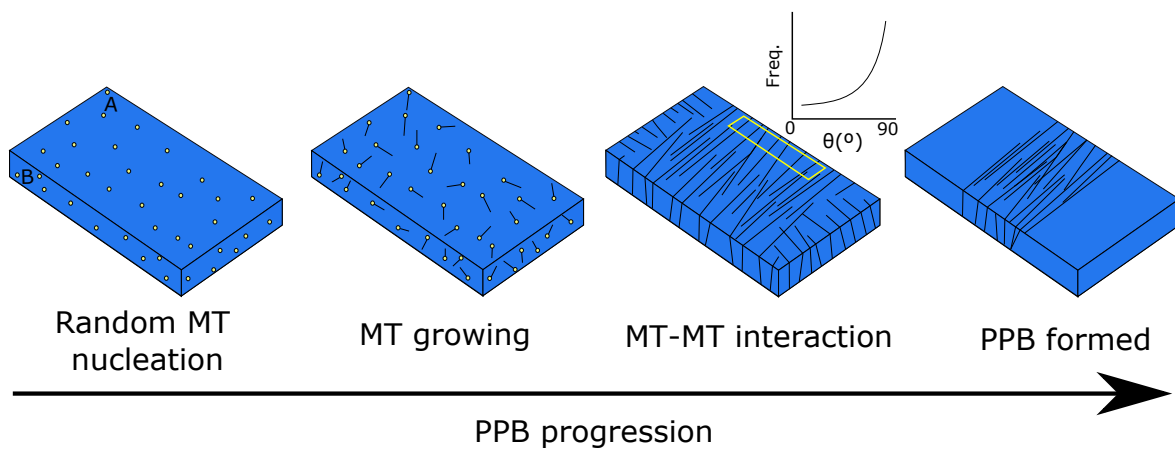 Freq.
0
90
θ(º)
A
B
Random MT
nucleation
MT growing
MT-MT interaction
PPB formed
PPB progression